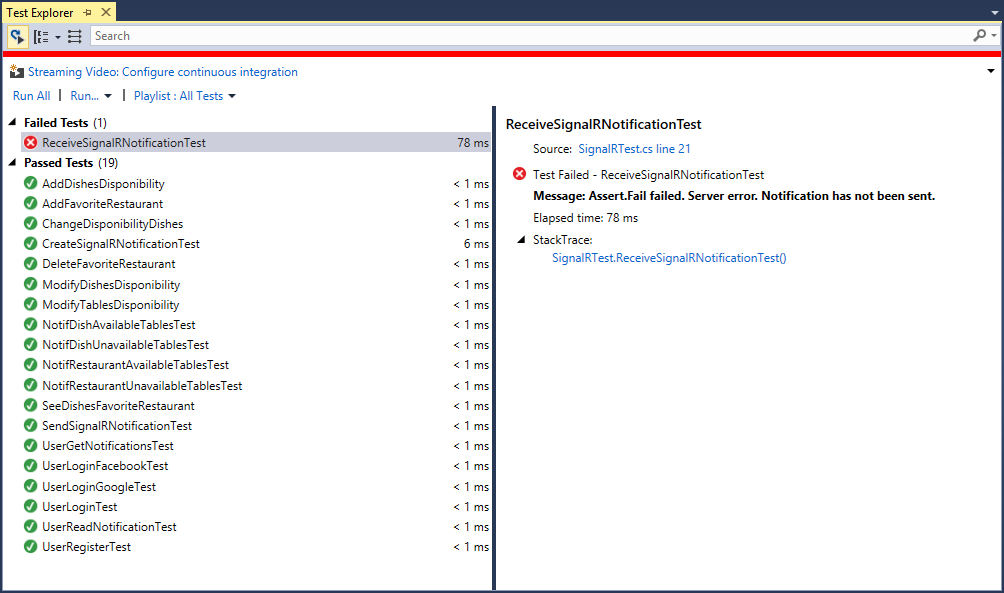 Test Explorer
Search
Streaming Video: Configure continuous integration
Run All | Run... | Playlist : All Tests
Failed Tests (1)
ReceiveSignalRNotificationTest 78 ms
Passed Tests (19)
AddDishesDisponibility < 1 ms
AddFavoriteRestaurant < 1 ms
ChangeDisponibilityDishes < 1 ms
CreateSignalRNotificationTest 6 ms
DeleteFavoriteRestaurant < 1 ms
ModifyDishesDisponibility < 1 ms
ModifyTablesDisponibility < 1 ms
NotifDishAvailableTablesTest < 1 ms
NotifDishUnavailableTablesTest < 1 ms
NotifRestaurantAvailableTablesTest < 1 ms
NotifRestaurantUnavailableTablesTest < 1 ms
SeeDishesFavoriteRestaurant < 1 ms
SendSignalRNotificationTest < 1 ms
UserGetNotificationsTest < 1 ms
UserLoginFacebookTest < 1 ms
UserLoginGoogleTest < 1 ms
UserLoginTest < 1 ms
UserReadNotificationTest < 1 ms
UserRegisterTest < 1 ms
ReceiveSignalRNotificationTest
Source: SignalRTest.cs line 21
Test Failed - ReceiveSignalRNotificationTest
Message: Assert.Fail failed. Server error. Notification has not been sent.
Elapsed time: 78 ms
StackTrace:
SignalRTest.ReceiveSignalRNotificationTest()